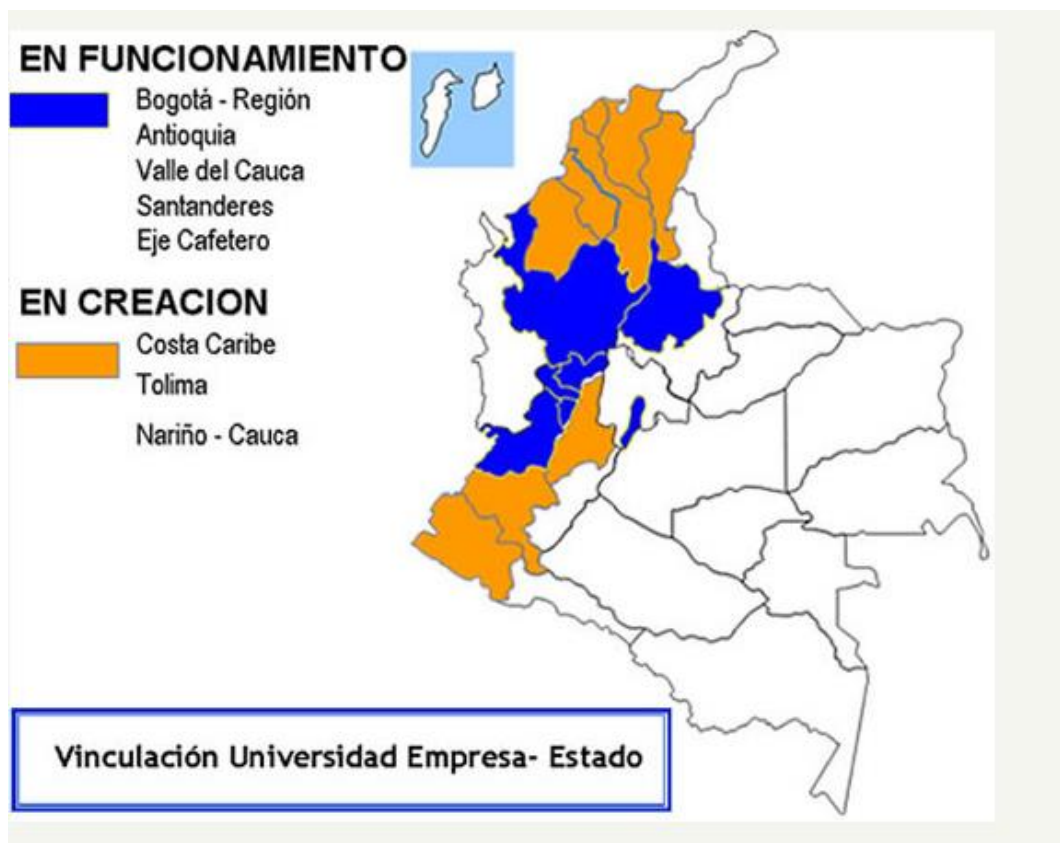 EN FUNCIONAMIENTO
Bogotá - Región
Antioquia
Valle del Cauca
Santanderes
Eje Cafetero
EN CREACION
Costa Caribe
Tolima
Nariño - Cauca
Vinculación Universidad Empresa- Estado